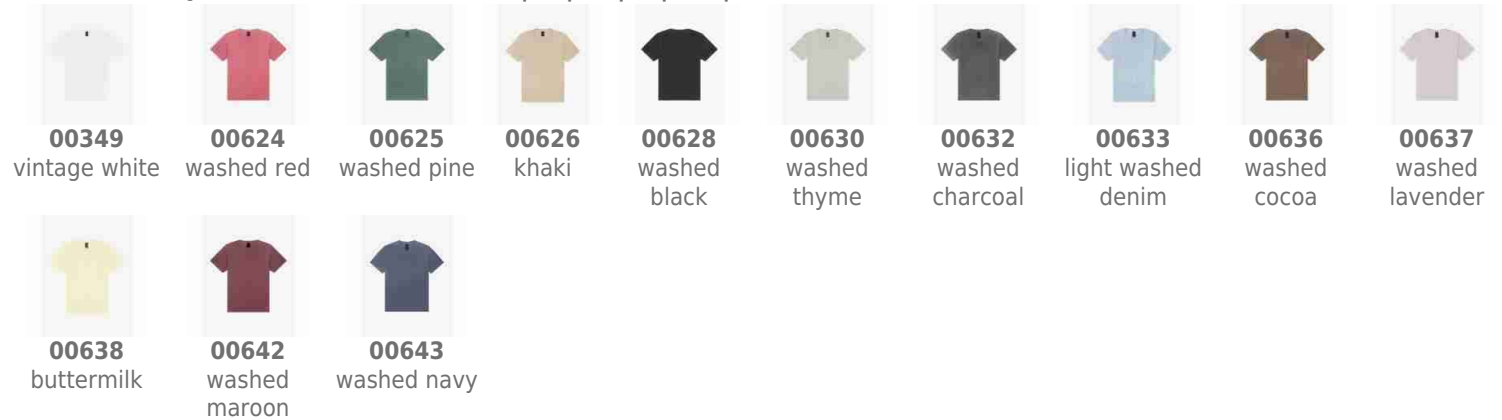 00349 00624 00625 00626 00628 00630 00632 00633 00636 00637
vintage white washed red washed pine khaki washed washed washed light washed washed washed
black thyme charcoal denim cocoa lavender
00638 00642 00643
buttermilk washed washed navy
maroon